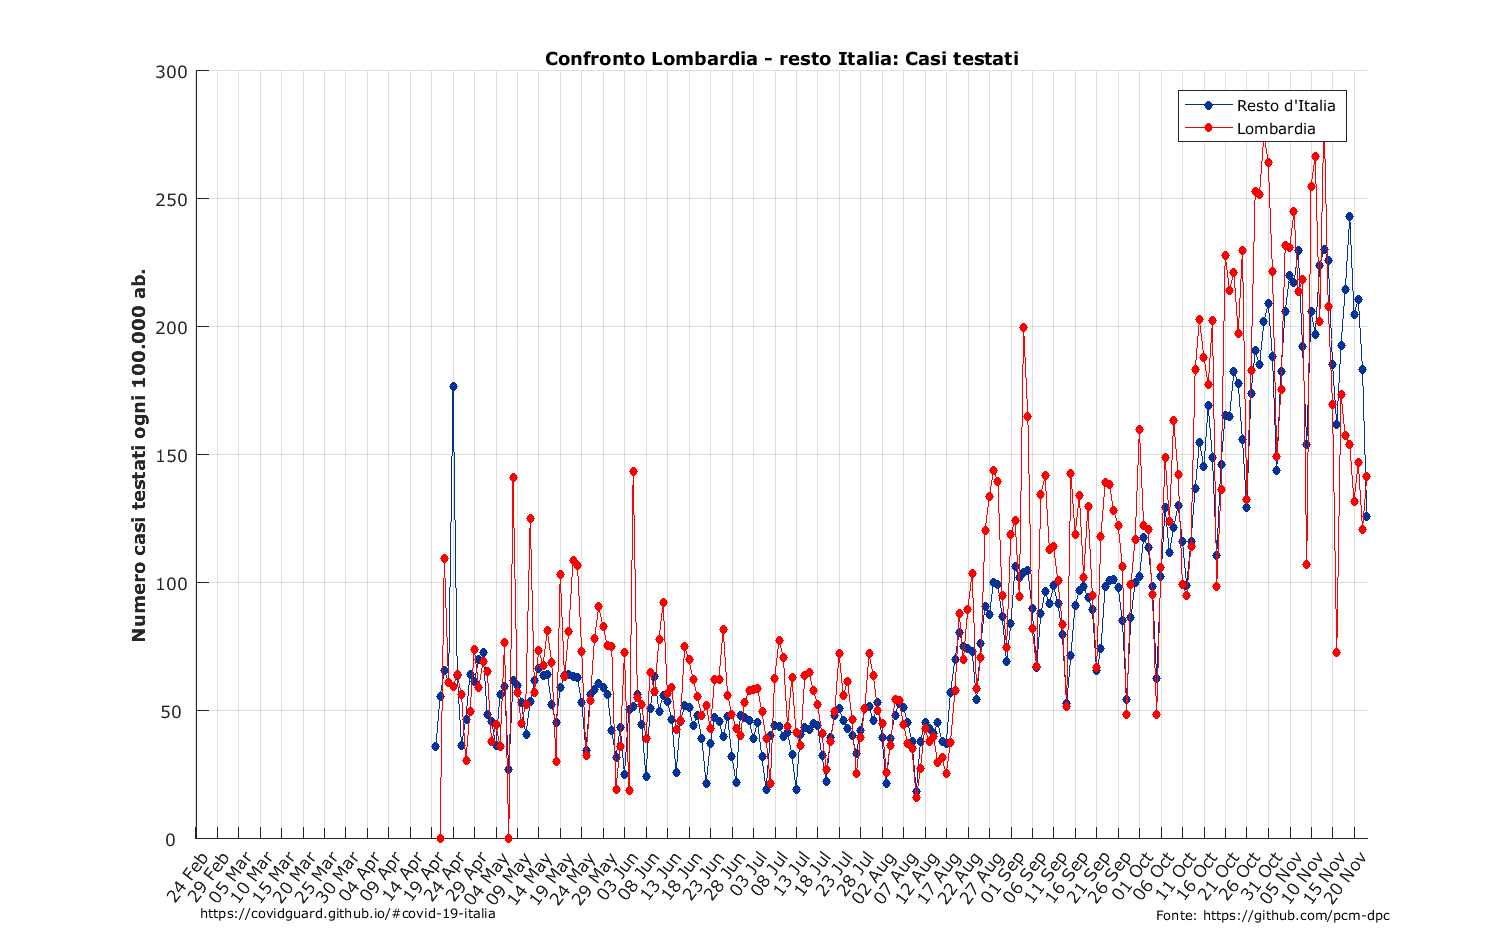 Confronto Lombardia - resto Italia: Casi testati
Resto d'Italia
Lombardia
Numero casi testati ogni 100.000 ab.
300
250
200
150
100
50
0
24 Feb
29 Feb
05 Mar
10 Mar
15 Mar
20 Mar
25 Mar
30 Mar
04 Apr
09 Apr
14 Apr
19 Apr
24 Apr
29 Apr
04 May
09 May
14 May
19 May
24 May
29 May
03 Jun
08 Jun
13 Jun
18 Jun
23 Jun
28 Jun
03 Jul
08 Jul
13 Jul
18 Jul
23 Jul
28 Jul
02 Aug
07 Aug
12 Aug
17 Aug
22 Aug
27 Aug
01 Sep
06 Sep
11 Sep
16 Sep
21 Sep
26 Sep
01 Oct
06 Oct
11 Oct
16 Oct
21 Oct
26 Oct
31 Oct
05 Nov
10 Nov
15 Nov
20 Nov
https://covidguard.github.io/#covid-19-italia
Fonte: https://github.com/pcm-dpc